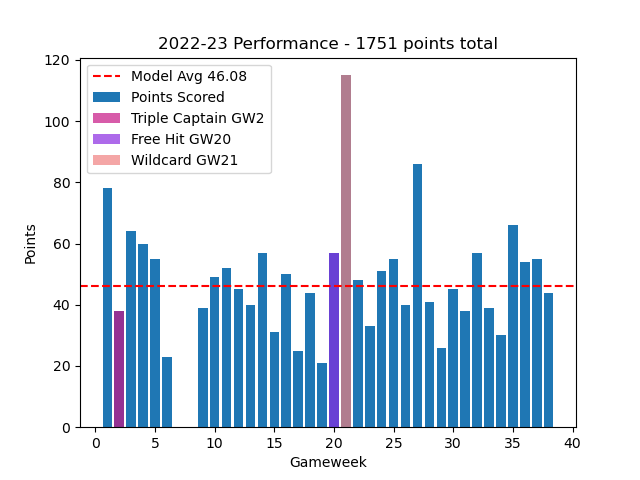 2022-23 Performance - 1751 points total
120
100
80
60
40
20
0
Points
Model Avg 46.08
Points Scored
Triple Captain GW2
Free Hit GW20
Wildcard GW21
0 5 10 15 20 25 30 35 40
Gameweek